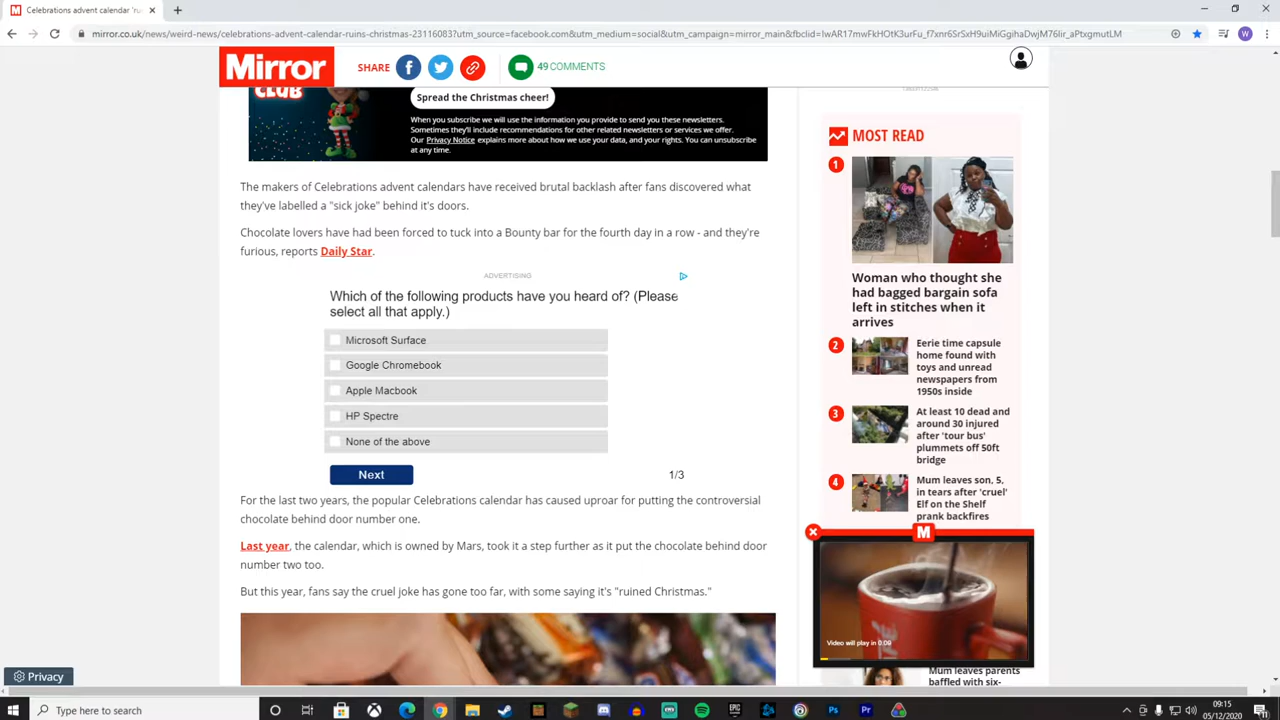 Celebrations advent calendar 'ru
mirror.co.uk/news/weird-news/celebrations-advent-calendar-ruins-christmas-23116083?utm_source=facebook.com&utm_medium=social&utm_campaign=mirror_main&fbclid=IwAR17mwFkHOtK3urFu_f7xnr6SrSxH9uiMiGgihaDwjM76lir_aPtxgmutLM
W
Mirror
SHARE
49 COMMENTS
CLUB
Spread the Christmas cheer!
When you subscribe we will use the information you provide to send you these newsletters.
Sometimes they'll include recommendations for other related newsletters or services we offer.
Our Privacy Notice explains more about how we use your data, and your rights. You can unsubscribe
at any time.
The makers of Celebrations advent calendars have received brutal backlash after fans discovered what
they've labelled a "sick joke" behind it's doors.
Chocolate lovers have had been forced to tuck into a Bounty bar for the fourth day in a row - and they're
furious, reports Daily Star.
ADVERTISING
Which of the following products have you heard of? (Please
select all that apply.)
Microsoft Surface
Google Chromebook
Apple Macbook
HP Spectre
None of the above
Next
1/3
For the last two years, the popular Celebrations calendar has caused uproar for putting the controversial
chocolate behind door number one.
Last year, the calendar, which is owned by Mars, took it a step further as it put the chocolate behind door
number two too.
But this year, fans say the cruel joke has gone too far, with some saying it's "ruined Christmas."
MOST READ
1
Woman who thought she
had bagged bargain sofa
left in stitches when it
arrives
2
Eerie time capsule
home found with
toys and unread
newspapers from
1950s inside
3
At least 10 dead and
around 30 injured
after 'tour bus'
plummets off 50ft
bridge
4
Mum leaves son, 5,
in tears after 'cruel'
Elf on the Shelf
prank backfires
M
Video will play in 0:09
Mum leaves parents
baffled with six-
Privacy
Type here to search
09:15
05/12/2020